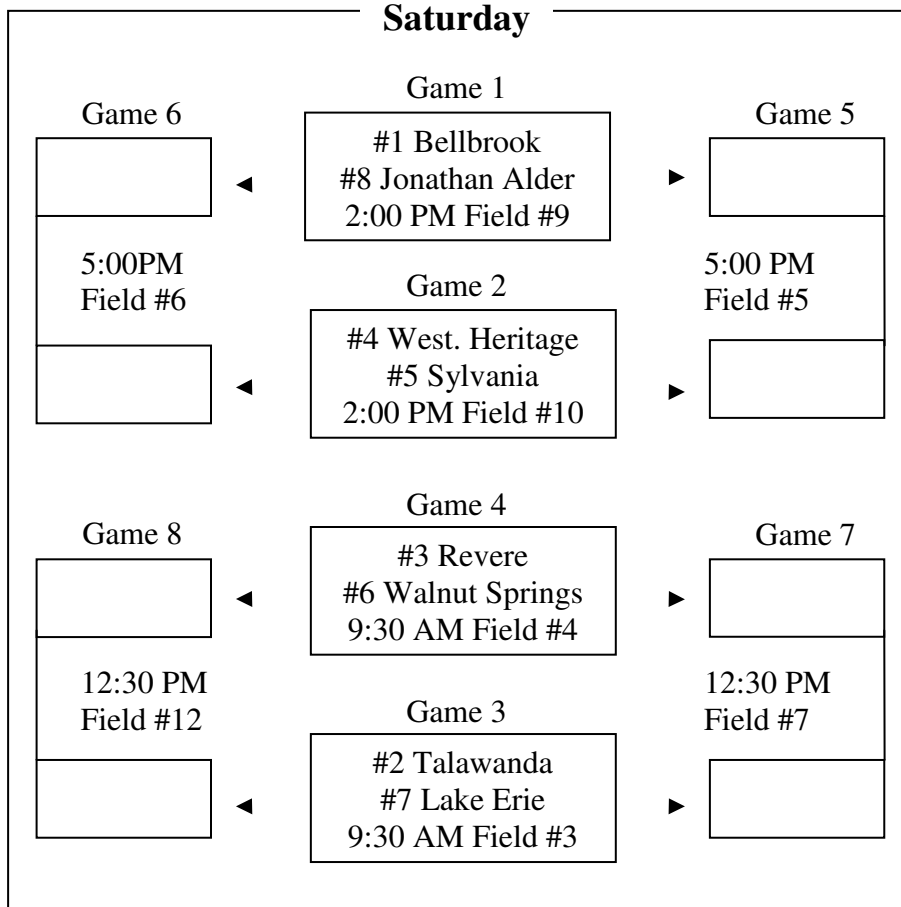 Saturday
Game 1
Game 6
Game 5
#1 Bellbrook
#8 Jonathan Alder
2:00 PM Field #9
5:00PM
Field #6
5:00 PM
Field #5
Game 2
#4 West. Heritage
#5 Sylvania
2:00 PM Field #10
Game 4
Game 8
Game 7
#3 Revere
#6 Walnut Springs
9:30 AM Field #4
12:30 PM
Field #12
12:30 PM
Field #7
Game 3
#2 Talawanda
#7 Lake Erie
9:30 AM Field #3